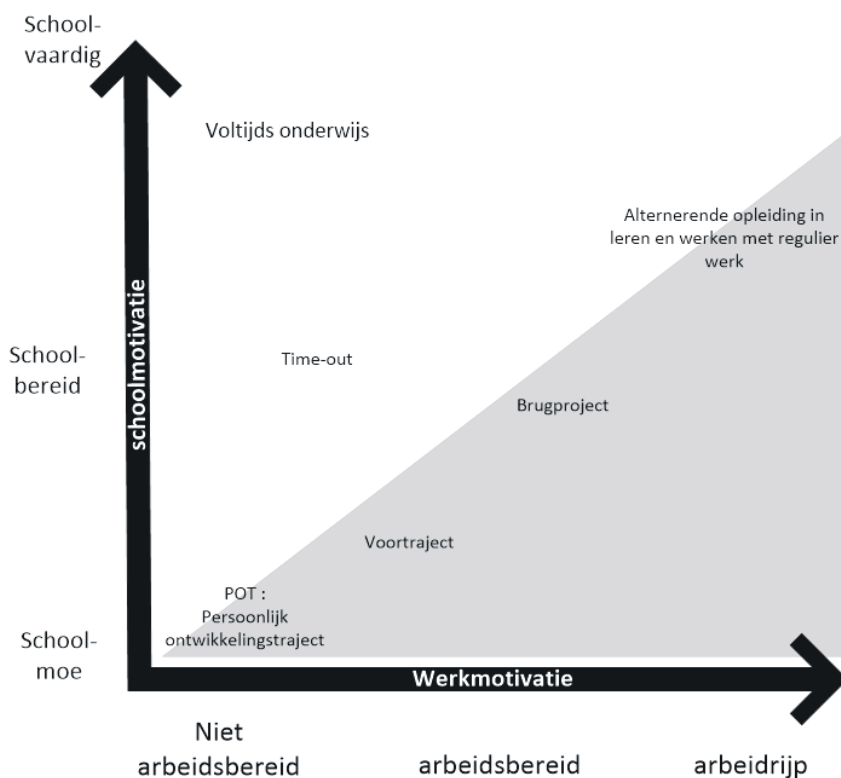 School-
vaardig
Voltijds onderwijs
Alternerende opleiding in
leren en werken met regulier
werk
schoolmotivatie
School-
bereid
Time-out
Brugproject
Voortraject
POT :
Persoonlijk
ontwikkelingstraject
School-
moe
Werkmotivatie
Niet
arbeidsbereid
arbeidsbereid
arbeidrijp